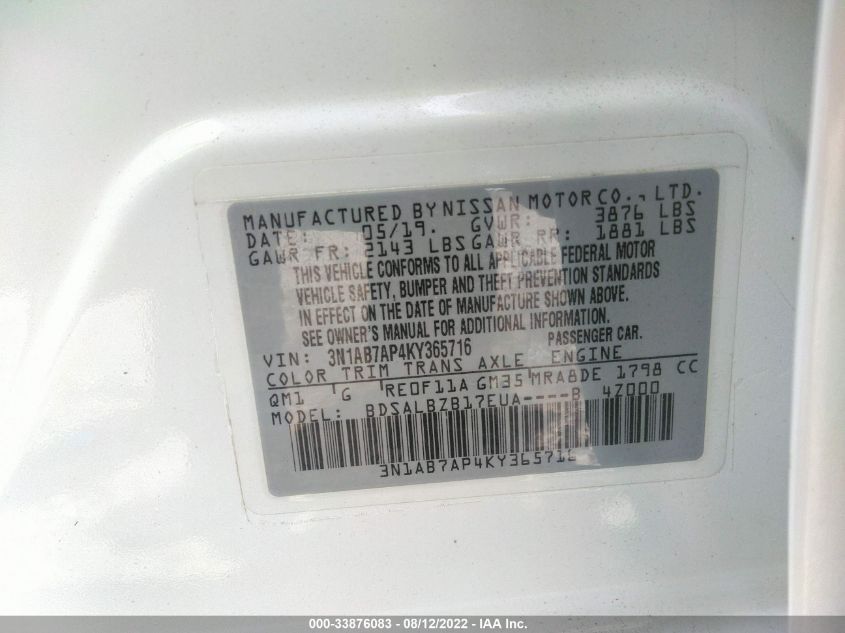 MANUFACTURED BY NISSAN MOTOR CO., LTD.
DATE: 05/19. GVWR: 3876 LBS
GAWR FR: 2143 LBS GAWR RR: 1881 LBS
THIS VEHICLE CONFORMS TO ALL APPLICABLE FEDERAL MOTOR
VEHICLE SAFETY, BUMPER AND THEFT PREVENTION STANDARDS
IN EFFECT ON THE DATE OF MANUFACTURE SHOWN ABOVE.
SEE OWNER'S MANUAL FOR ADDITIONAL INFORMATION.
VIN: 3N1AB7AP4KY365716 PASSENGER CAR.
COLOR TRIM TRANS AXLE ENGINE
QM1 G RE0F11A GM35 MRA8DE 1798 CC
MODEL: BDSALBZB17EUA----B 4Z000
3N1AB7AP4KY365716
000-33876083 - 08/12/2022 - IAA Inc.